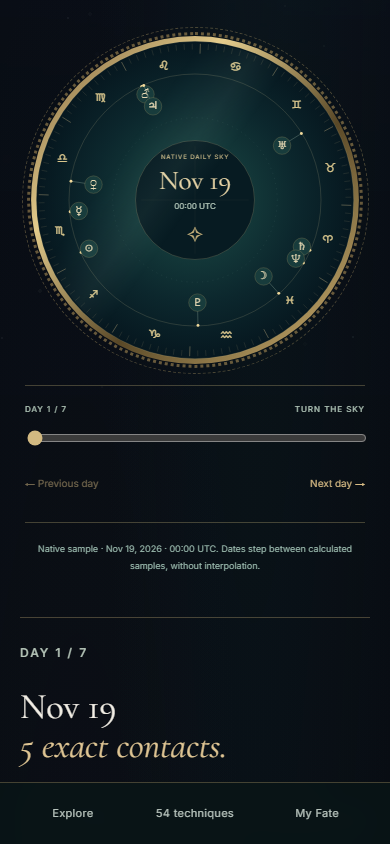 NATIVE DAILY SKY
Nov 19
00:00 UTC
DAY 1 / 7
TURN THE SKY
← Previous day
Next day →
Native sample · Nov 19, 2026 · 00:00 UTC. Dates step between calculated
samples, without interpolation.
DAY 1 / 7
Nov 19
5 exact contacts.
Explore
54 techniques
My Fate